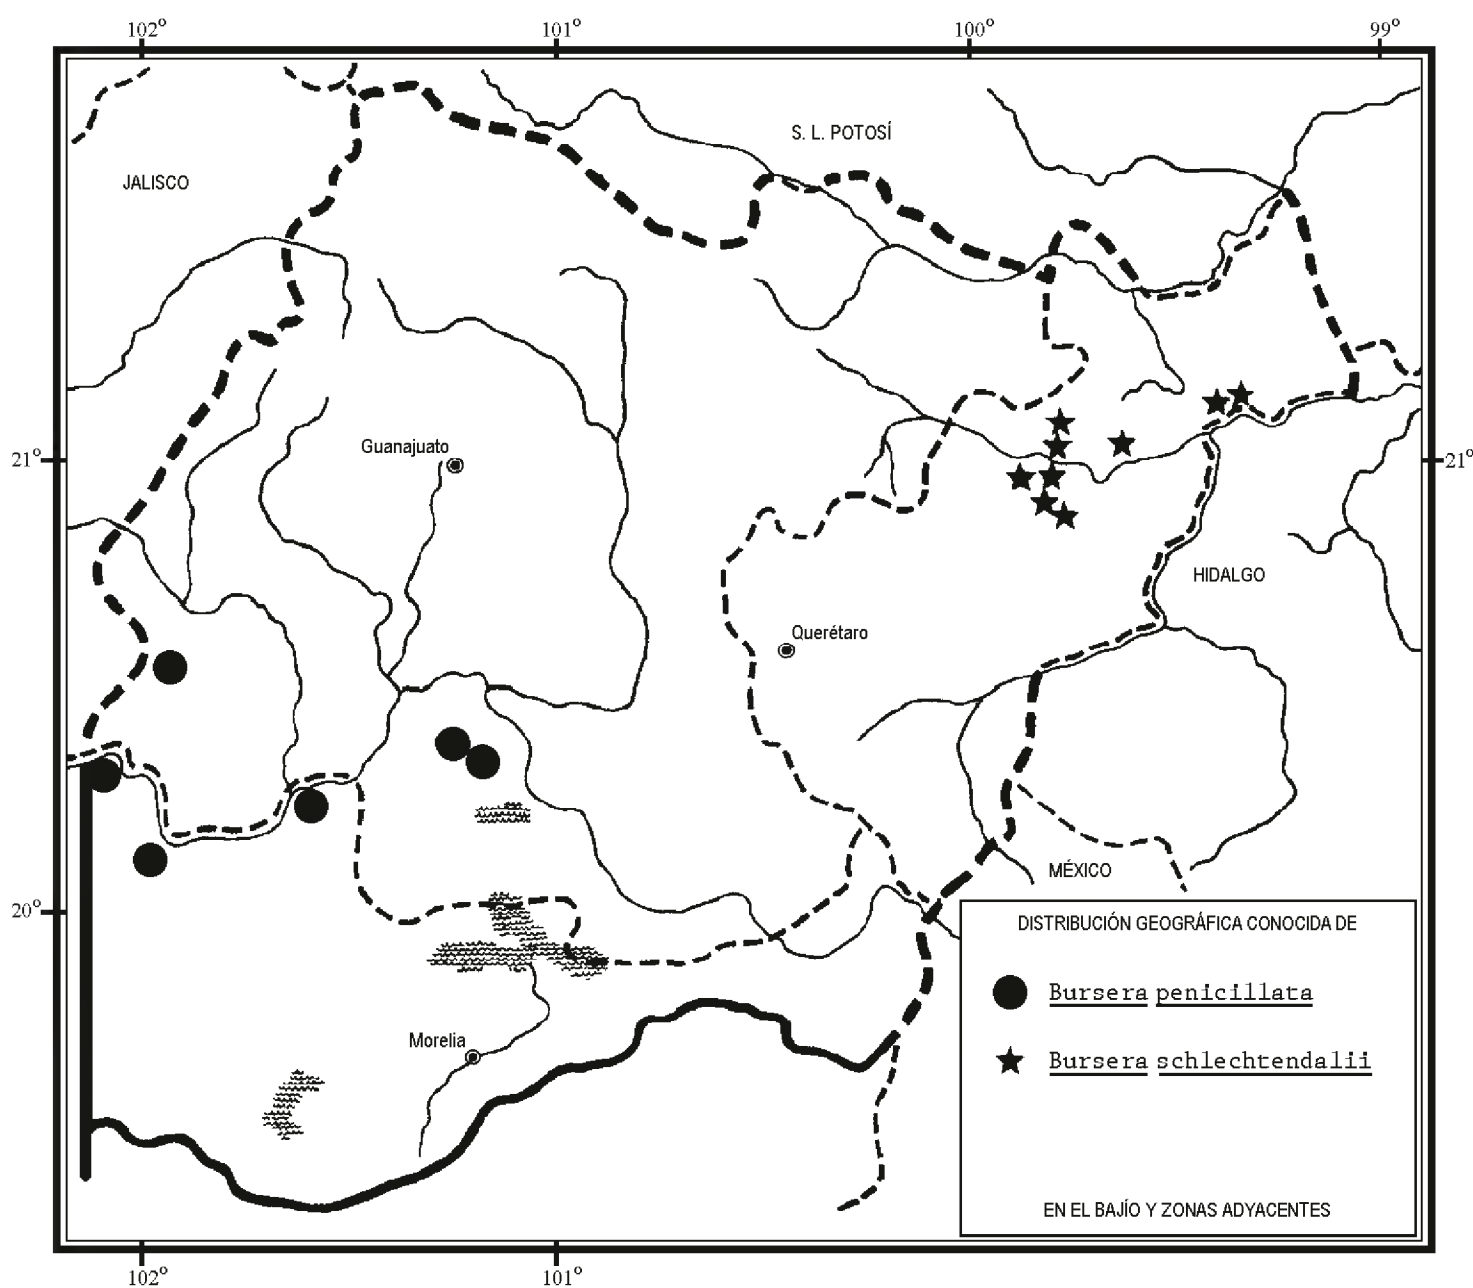 102° 101° 100° 99°
S. L. POTOSÍ
JALISCO
Guanajuato
21° 21°
HIDALGO
Querétaro
MÉXICO
20°
DISTRIBUCIÓN GEOGRÁFICA CONOCIDA DE
Bursera penicillata
Morelia
Bursera schlechtendalii
EN EL BAJÍO Y ZONAS ADYACENTES
102° 101°